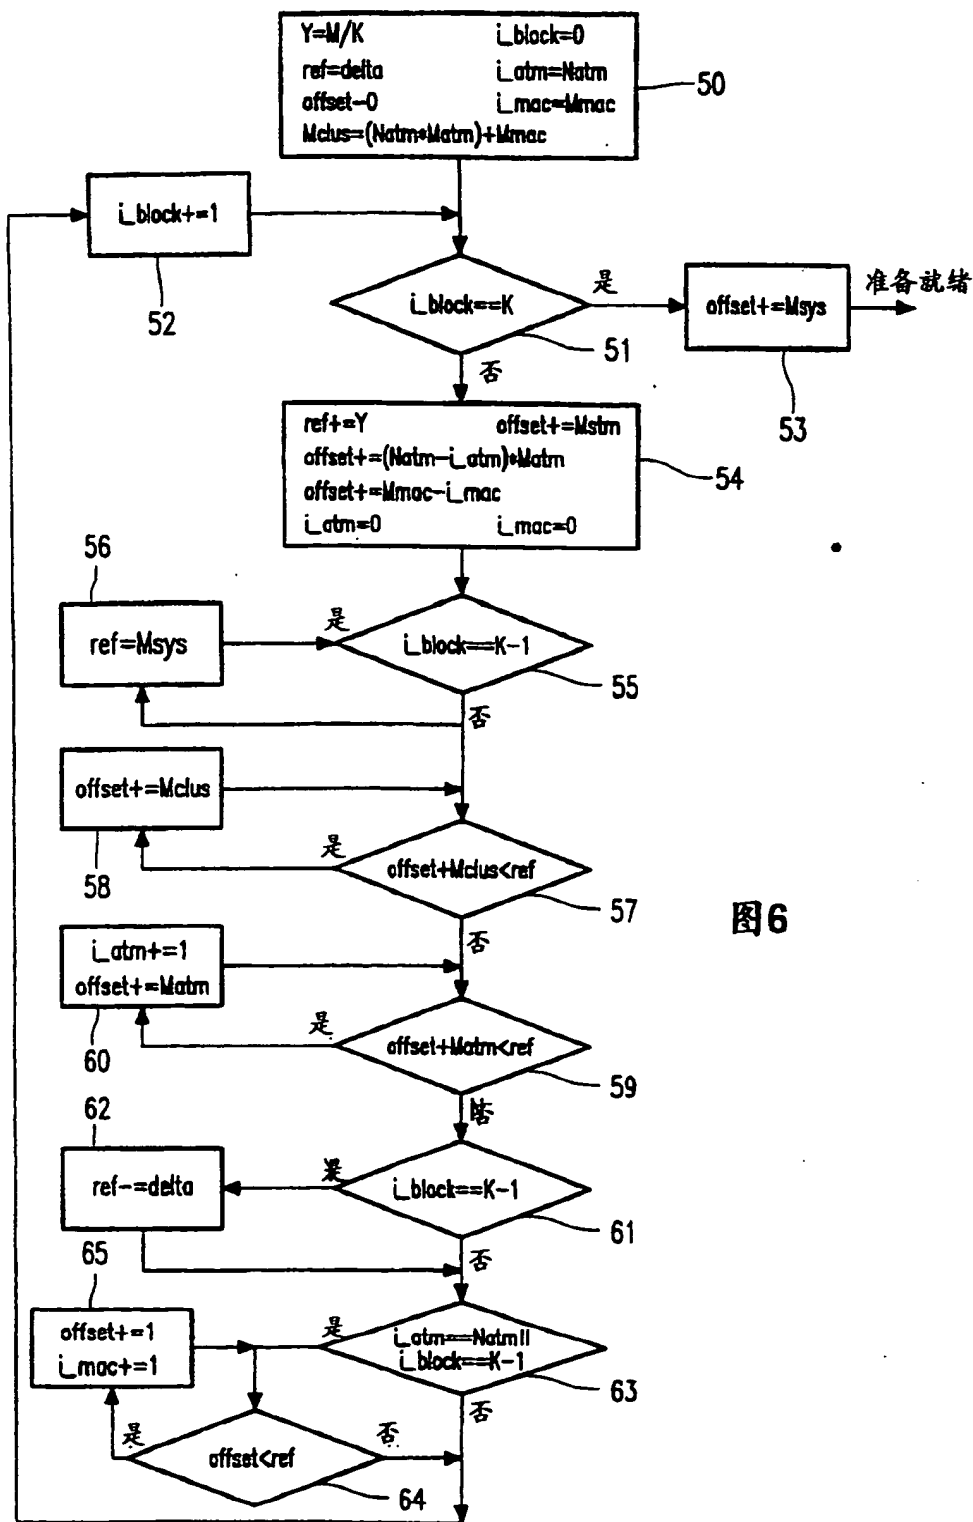 Y=M/K i_block=0
ref=delta i_atm=Natm
offset-0 i_mac=Mmac
Mclus=(Natm*Matm)+Mmac
50
i_block+=1
52
i_block==K
是
51
否
offset+=Msys
53
准备就绪
ref+=Y offset+=Mstm
offset+=(Natm-i_atm)*Matm
offset+=Mmac-i_mac
i_atm=0 i_mac=0
54
56
ref=Msys
是
i_block==K-1
55
否
offset+=Mclus
58
是
offset+Mclus<ref
57
否
图6
i_atm+=1
offset+=Matm
60
是
offset+Matm<ref
59
否
62
ref-=delta
是
i_block==K-1
61
否
65
offset+=1
i_mac+=1
是
i_atm==Natm||
i_block==K-1
63
否
是
offset<ref
否
64